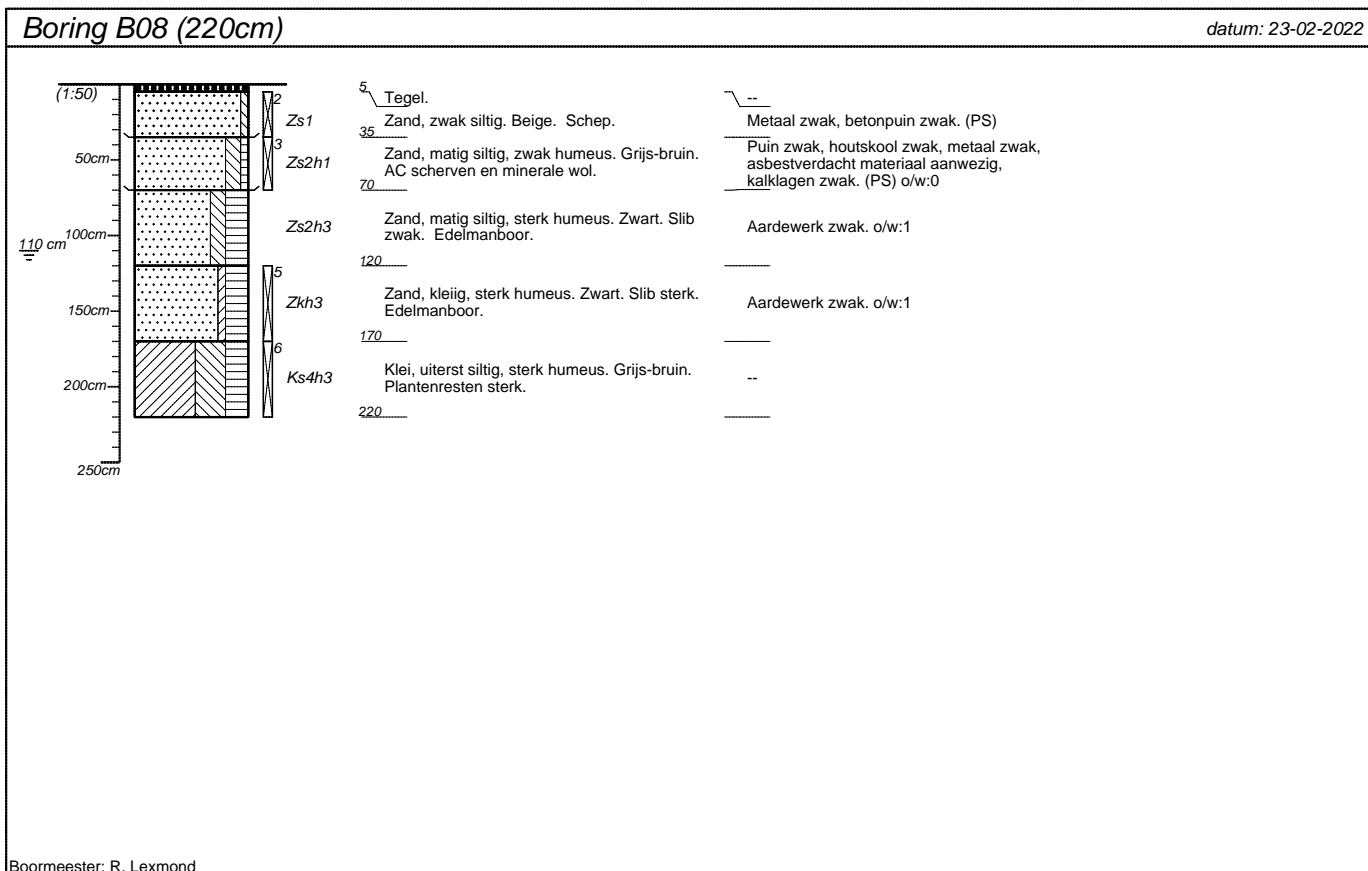 Boring B08 (220cm)
datum: 23-02-2022
(1:50)
50cm
100cm
110 cm
150cm
200cm
250cm
2
Zs1
3
Zs2h1
Zs2h3
5
Zkh3
6
Ks4h3
5
Tegel.
--
Zand, zwak siltig. Beige. Schep.
Metaal zwak, betonpuin zwak. (PS)
35
Zand, matig siltig, zwak humeus. Grijs-bruin.
AC scherven en minerale wol.
Puin zwak, houtskool zwak, metaal zwak,
asbestverdacht materiaal aanwezig,
kalklagen zwak. (PS) o/w:0
70
Zand, matig siltig, sterk humeus. Zwart. Slib
zwak. Edelmanboor.
Aardewerk zwak. o/w:1
120
Zand, kleiig, sterk humeus. Zwart. Slib sterk.
Edelmanboor.
Aardewerk zwak. o/w:1
170
Klei, uiterst siltig, sterk humeus. Grijs-bruin.
Plantenresten sterk.
--
220
Boormeester: R. Lexmond